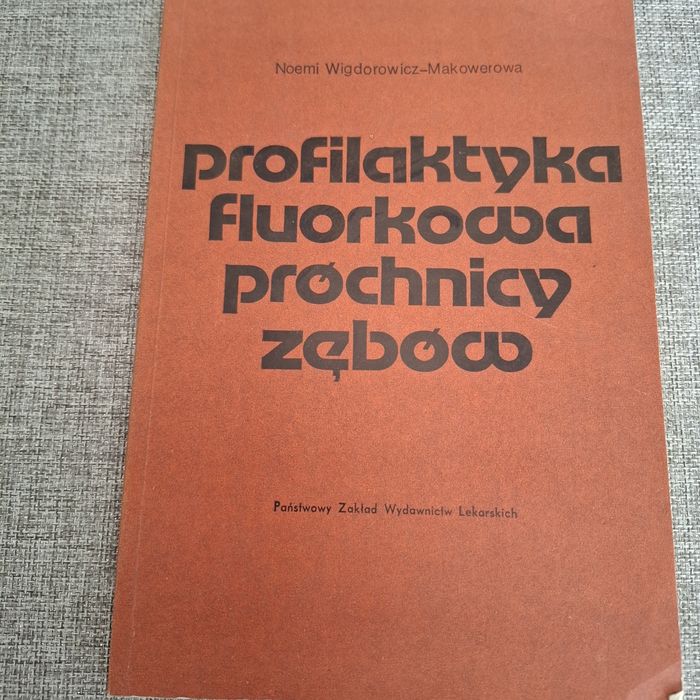 Noemi Wigdorowicz-Makowerowa
profilaktyka
fluorkowa
próchnicy
zębów
Państwowy Zakład Wydawnictw Lekarskich